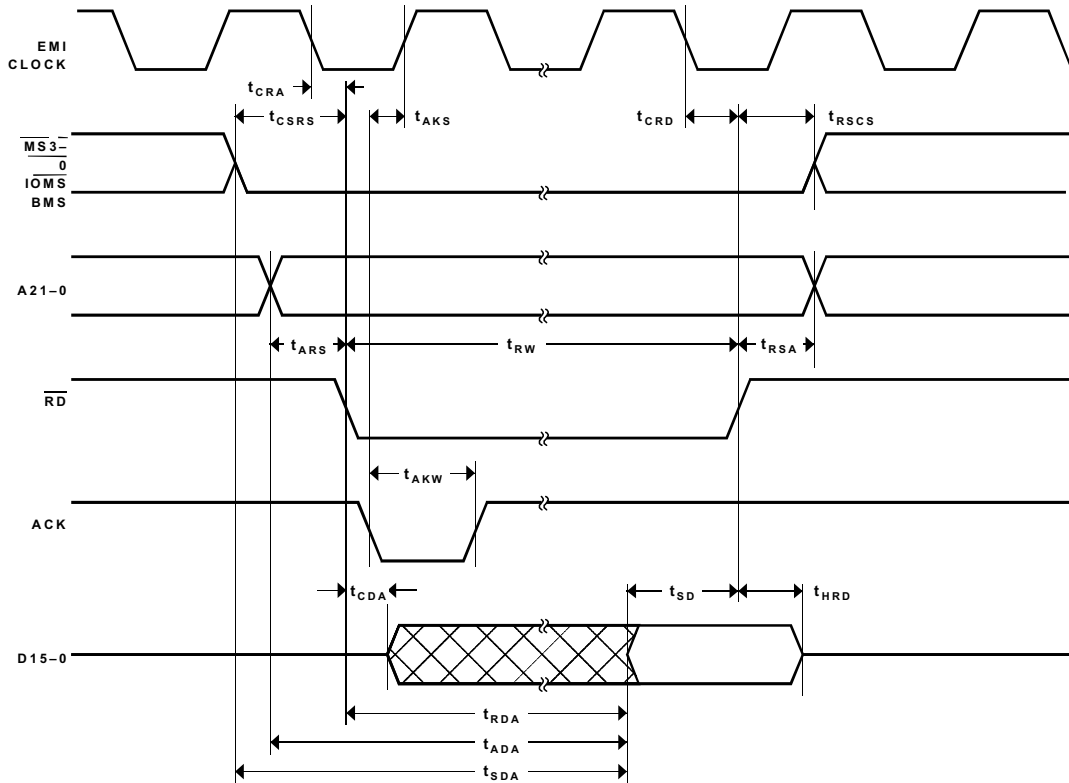 EMI
CLOCK
tCRA
tCSRS
tAKS
tCRD
tRSCS
MS3–
0
IOMS
BMS
A21–0
tARS
tRW
tRSA
RD
tAKW
ACK
tCDA
tSD
tHRD
D15–0
tRDA
tADA
tSDA